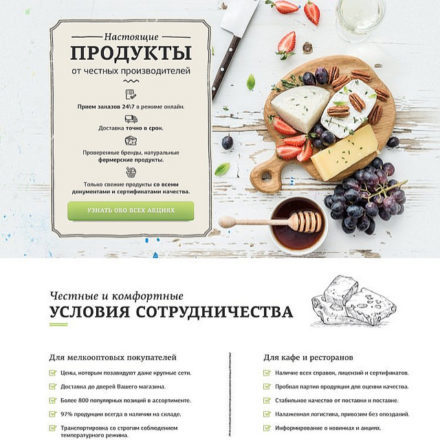 Настоящие
ПРОДУКТЫ
от честных производителей
Прием заказов 24\7 в режиме онлайн.
Доставка точно в срок.
Проверенные бренды, натуральные
фермерские продукты.
Только свежие продукты со всеми
документами и сертификатами качества.
УЗНАТЬ ОБО ВСЕХ АКЦИЯХ
Честные и комфортные
УСЛОВИЯ СОТРУДНИЧЕСТВА
Для мелкооптовых покупателей
Цены, которым позавидуют даже крупные сети.
Доставка до дверей Вашего магазина.
Более 800 популярных позиций в ассортименте.
97% продукции всегда в наличии на складе.
Транспортировка со строгим соблюдением
температурного режима.
Для кафе и ресторанов
Наличие всех справок, лицензий и сертификатов.
Пробная партия продукции для оценки качества.
Стабильное качество от поставки к поставке.
Налаженная логистика, привозим без опозданий.
Информирование о новинках и акциях.